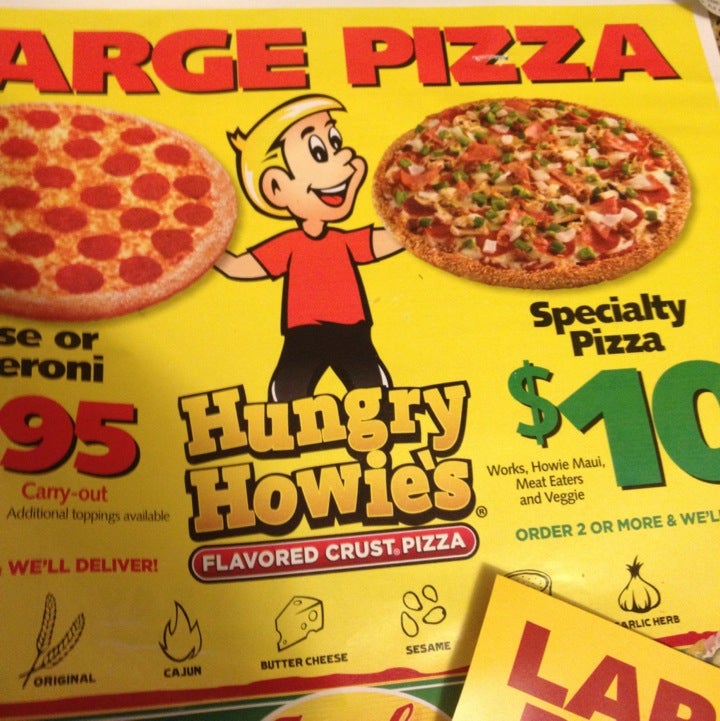 ARGE PIZZA
se or
eroni
95
Carry-out
Additional toppings available
WE'LL DELIVER!
Hungry
Howie's®
FLAVORED CRUST® PIZZA
Specialty
Pizza
$10
Works, Howie Maui,
Meat Eaters
and Veggie
ORDER 2 OR MORE & WE'L
ORIGINAL
CAJUN
BUTTER CHEESE
SESAME
ARLIC HERB
LAR